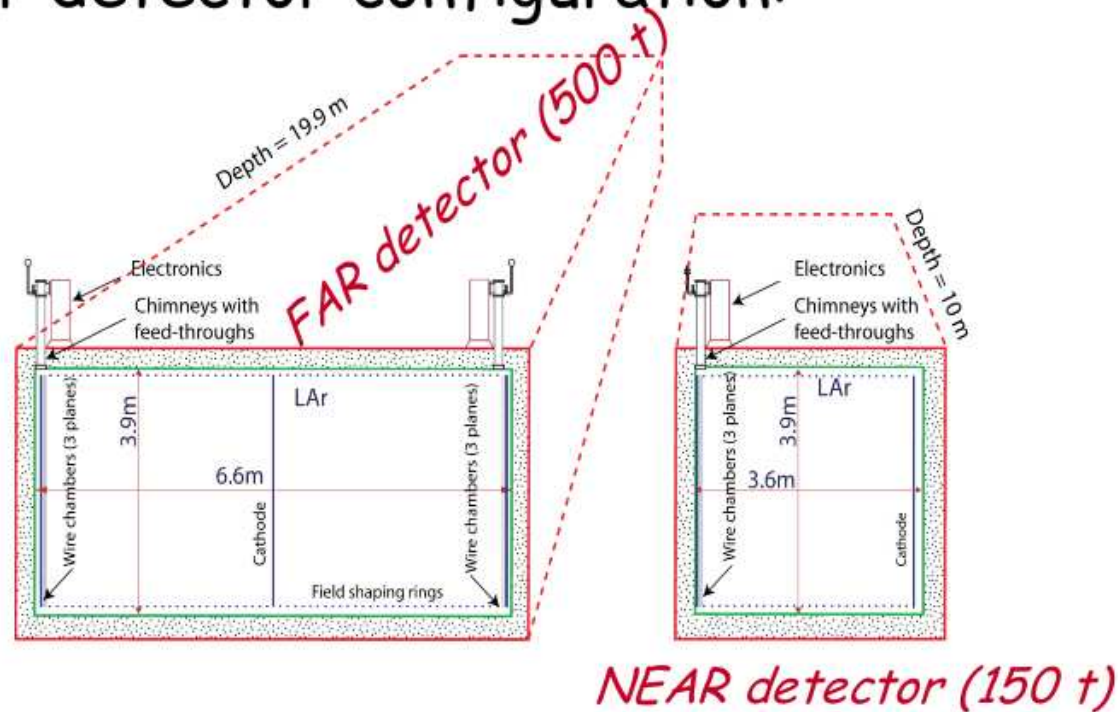 detector configuration.
Depth = 19.9 m
FAR detector (500 t)
Electronics
Chimneys with
feed-throughs
LAr
Wire chambers (3 planes)
3.9m
6.6m
Cathode
Wire chambers (3 planes)
Field shaping rings
Depth = 10 m
Electronics
Chimneys with
feed-throughs
LAr
Wire chambers (3 planes)
3.9m
3.6m
Cathode
NEAR detector (150 t)